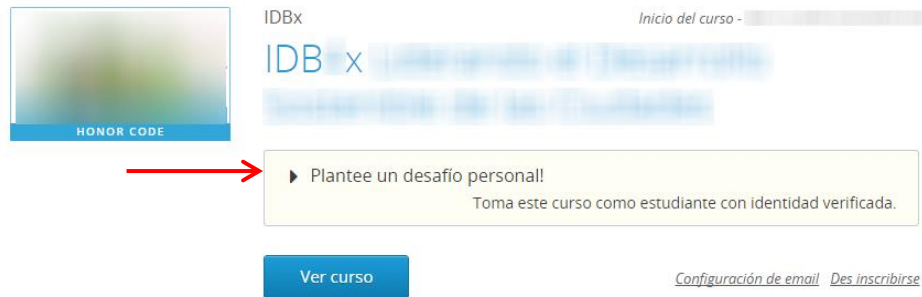 IDBx
Inicio del curso -
IDB x
HONOR CODE
Plantee un desafío personal!
Toma este curso como estudiante con identidad verificada.
Ver curso
Configuración de email Des inscribirse